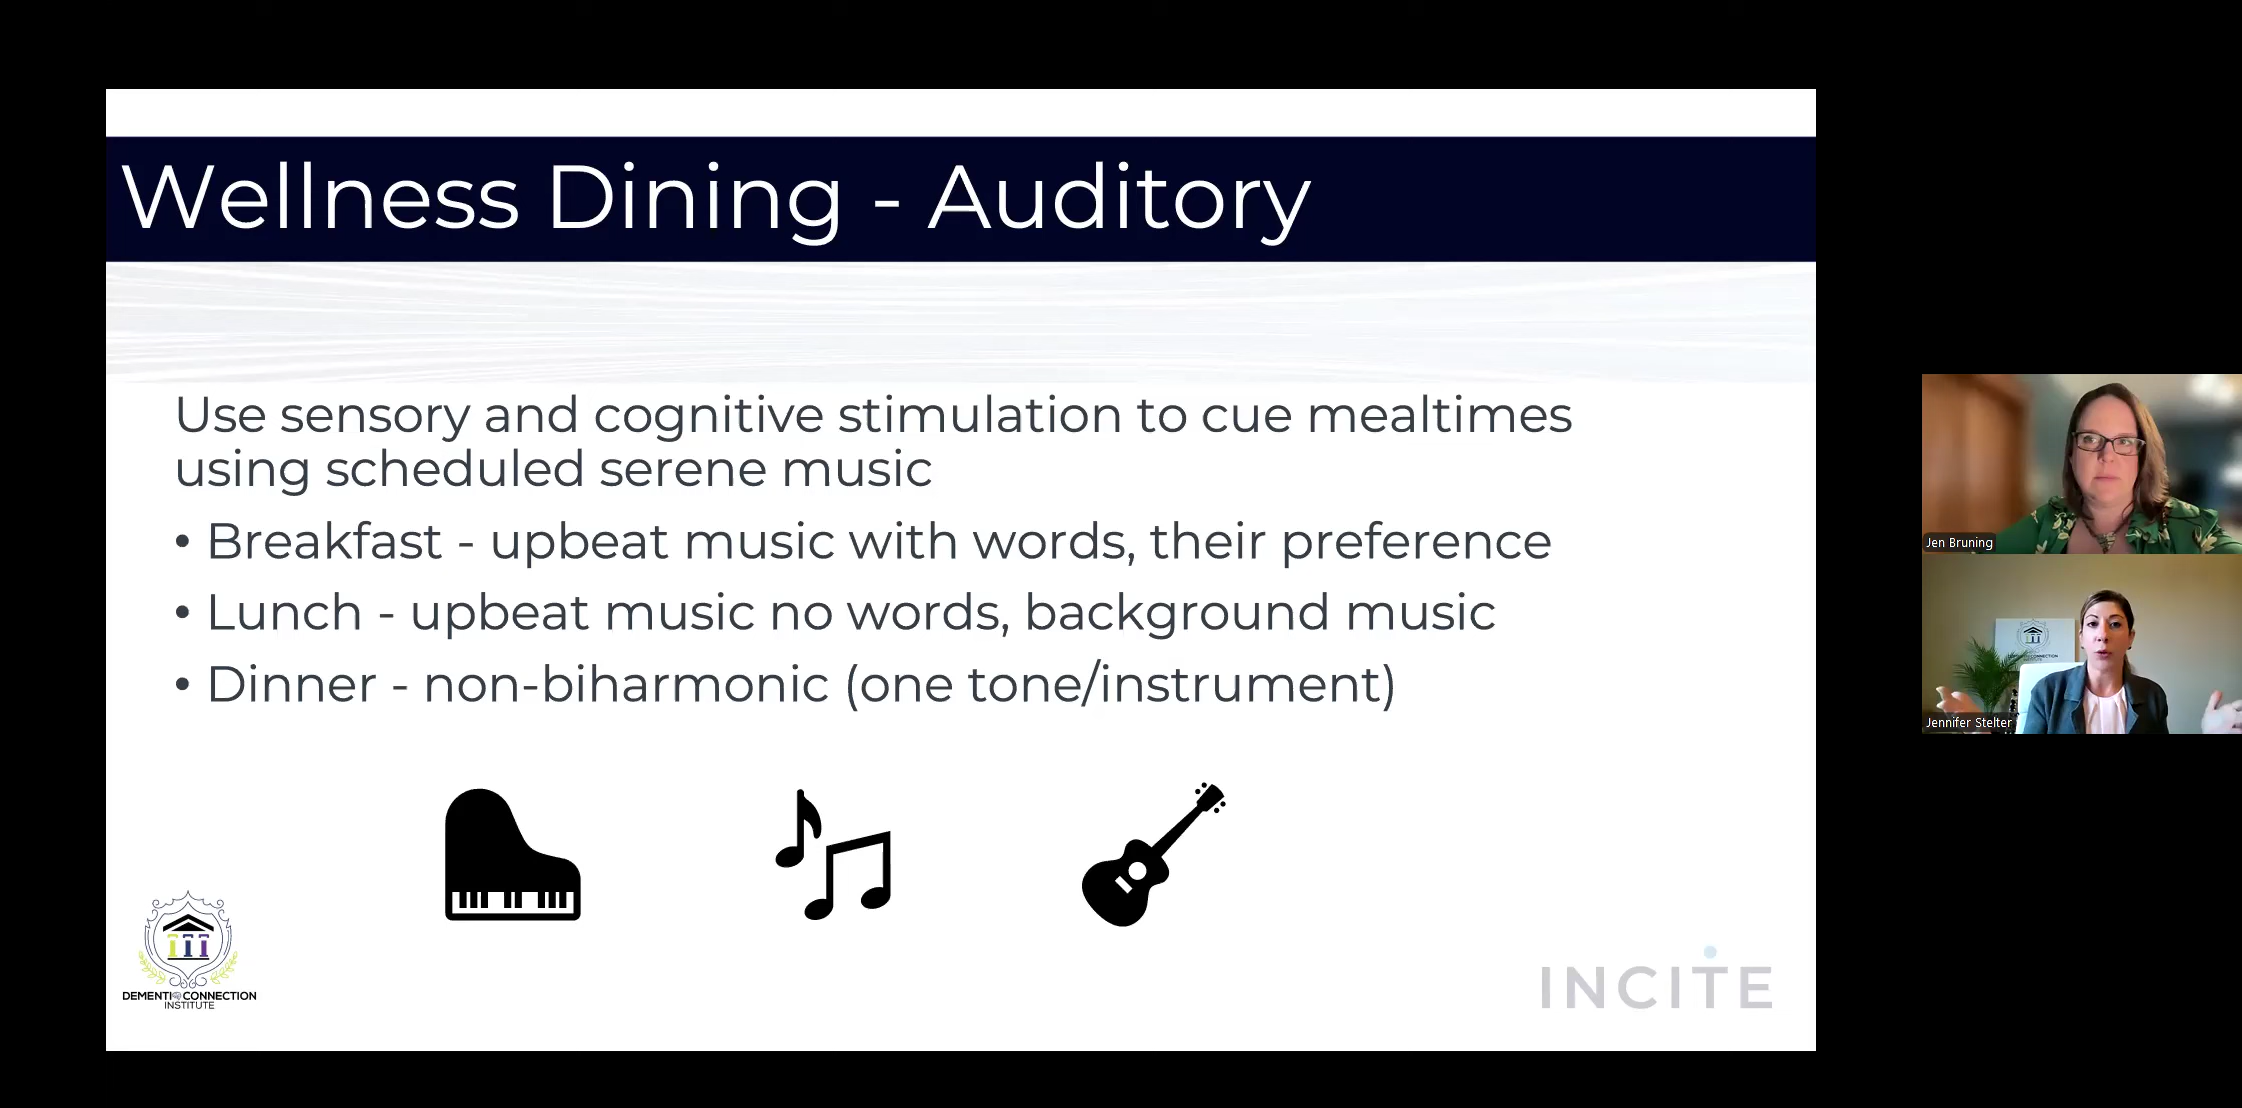 Wellness Dining - Auditory
Use sensory and cognitive stimulation to cue mealtimes
using scheduled serene music
• Breakfast - upbeat music with words, their preference
• Lunch - upbeat music no words, background music
• Dinner - non-biharmonic (one tone/instrument)
DEMENTI CONNECTION
INSTITUTE
INCITE
Jen Bruning
Jennifer Stelter